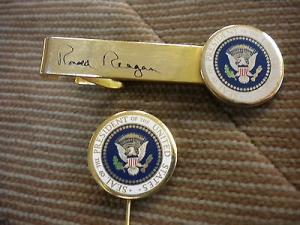 Ronald Reagan
SEAL OF THE PRESIDENT OF THE UNITED STATES